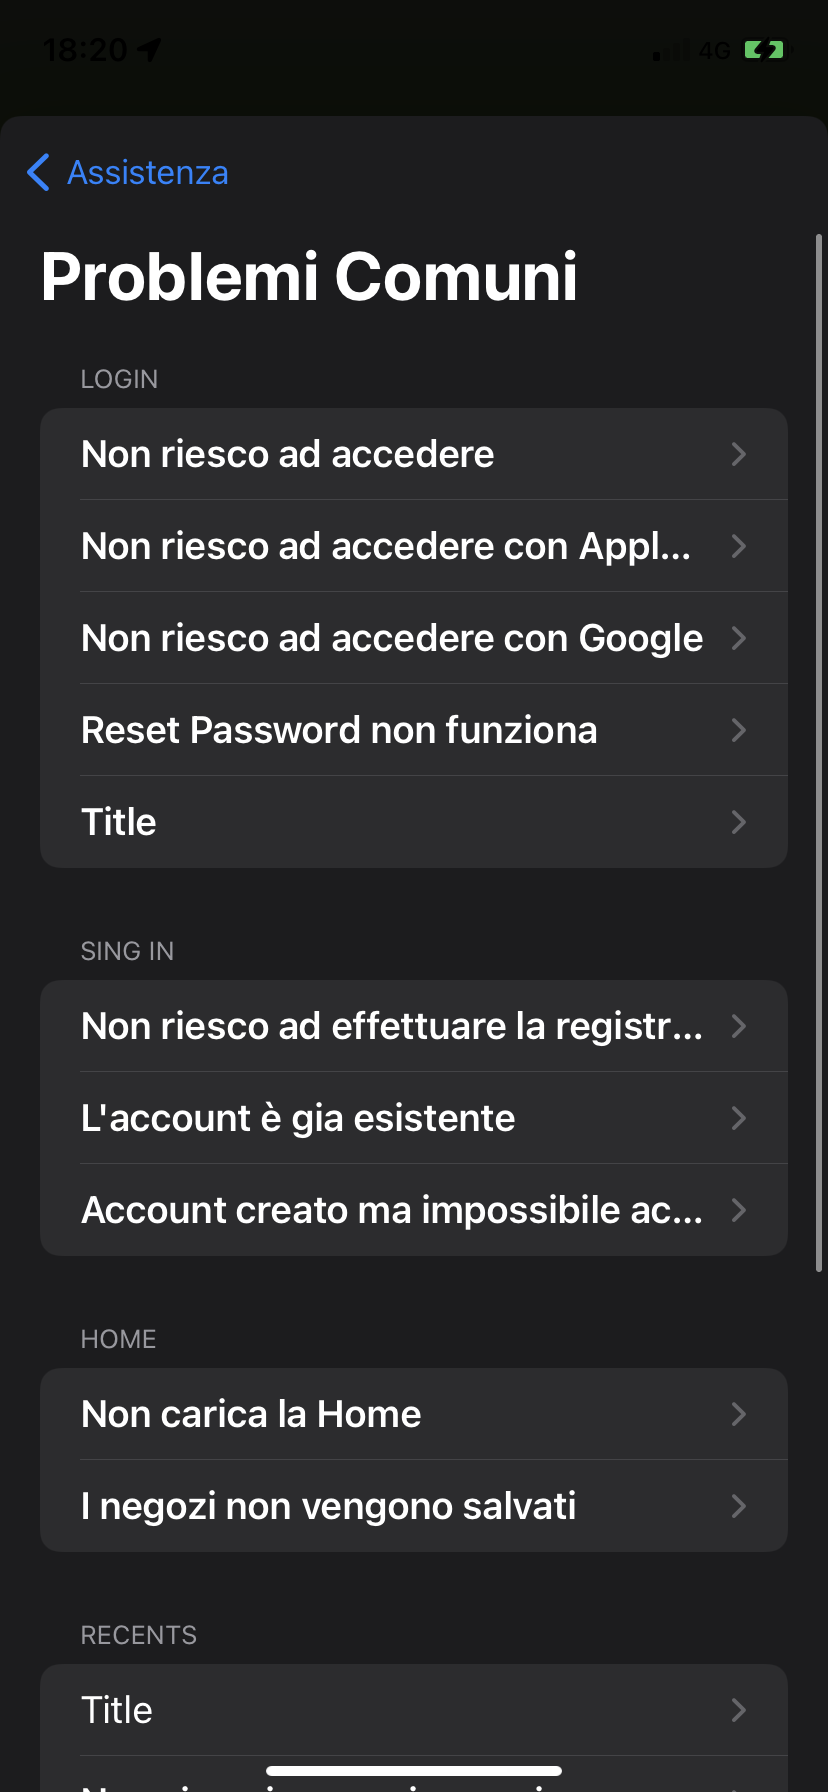 18:20
4G
Assistenza
Problemi Comuni
LOGIN
Non riesco ad accedere
Non riesco ad accedere con Appl...
Non riesco ad accedere con Google
Reset Password non funziona
Title
SING IN
Non riesco ad effettuare la registr...
L'account è gia esistente
Account creato ma impossibile ac...
HOME
Non carica la Home
I negozi non vengono salvati
RECENTS
Title